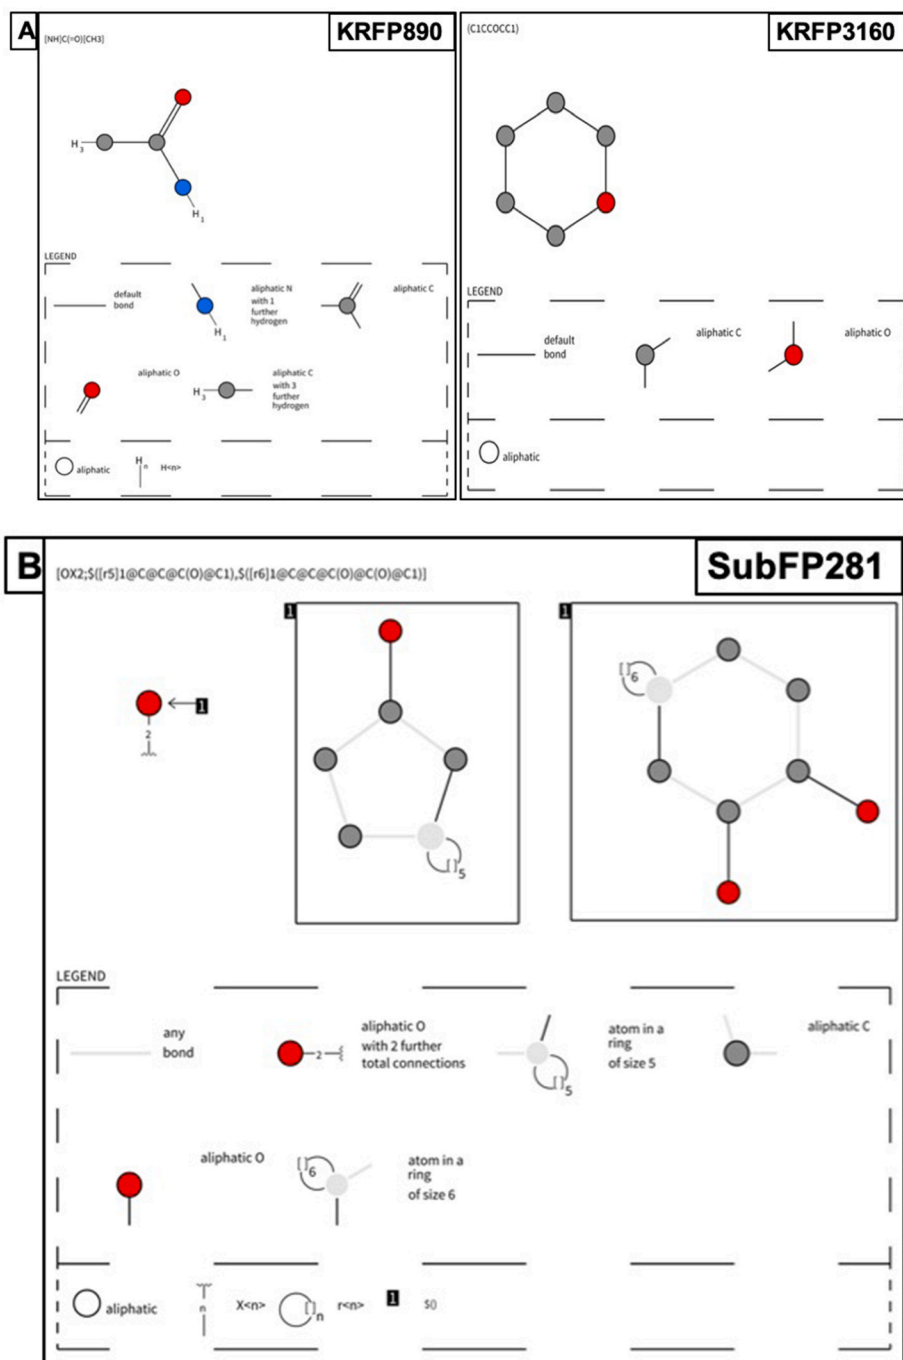 A
KRFP890
[NH]C(=O)[CH3]
H3
H1
LEGEND
default
bond
aliphatic N
with 1
further
hydrogen
H1
aliphatic C
aliphatic O
H3
aliphatic C
with 3
further
hydrogen
aliphatic
H
n
H<n>
KRFP3160
(C1CCOCC1)
LEGEND
default
bond
aliphatic C
aliphatic O
aliphatic
B
SubFP281
[OX2;$([r5]1@C@C@C(O)@C1),$([r6]1@C@C@C(O)@C(O)@C1)]
1
2
1
[]5
1
[]6
LEGEND
any
bond
2
aliphatic O
with 2 further
total connections
[]5
atom in a
ring
of size 5
aliphatic C
aliphatic O
[]6
atom in a
ring
of size 6
aliphatic
n
X<n>
[]n
r<n>
1
$()